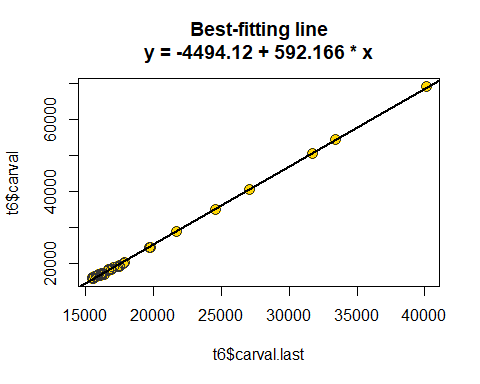 Best-fitting line
y = -4494.12 + 592.166 * x
t6$carval
20000
40000
60000
15000 20000 25000 30000 35000 40000
t6$carval.last